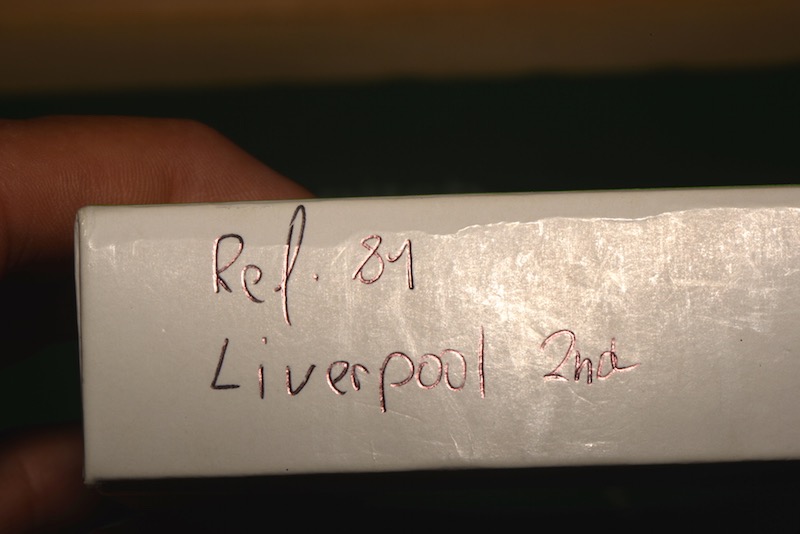 Ref. 81
Liverpool 2nd